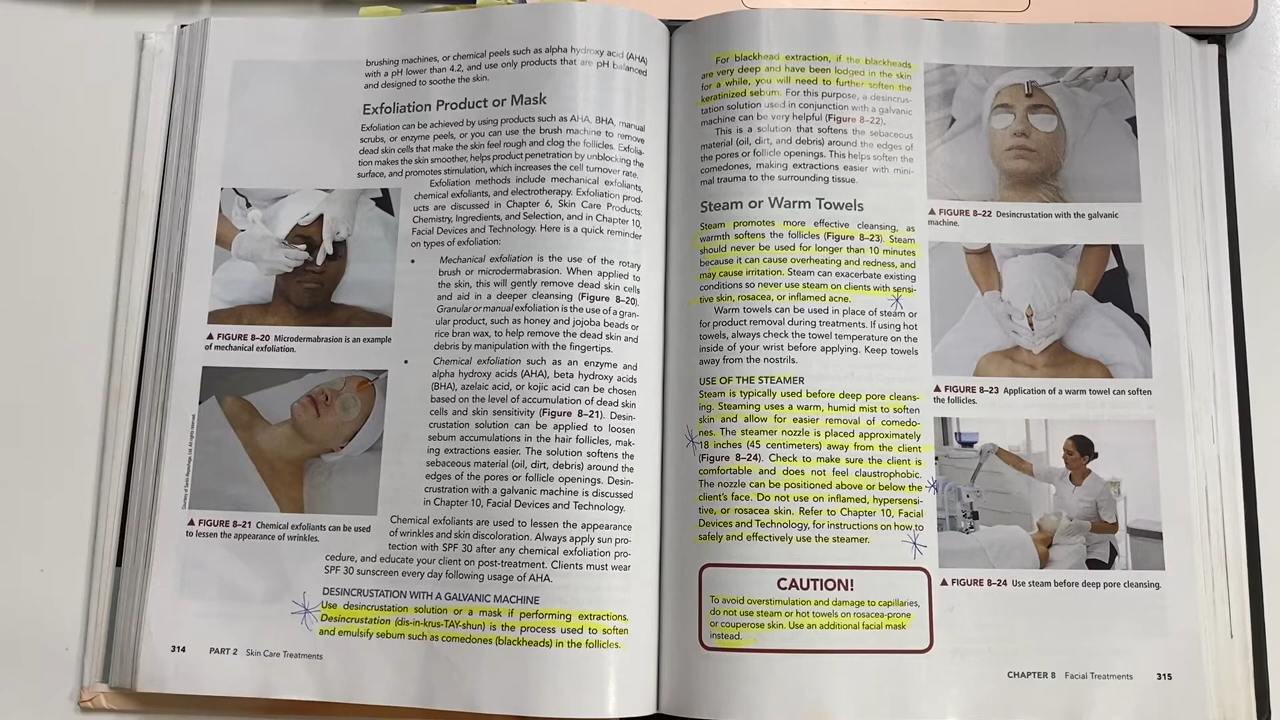 brushing machines, or chemical peels such as alpha hydroxy acid (AHA)
with a pH lower than 4.2, and use only products that are pH balanced
and designed to soothe the skin.
Exfoliation Product or Mask
Exfoliation can be achieved by using products such as AHA, BHA, manual
scrubs, or enzyme peels, or you can use the brush machine to remove
dead skin cells that make the skin feel rough and clog the follicles. Exfolia-
tion makes the skin smoother, helps product penetration by unblocking the
surface, and promotes stimulation, which increases the cell turnover rate.
Exfoliation methods include mechanical exfoliants,
chemical exfoliants, and electrotherapy. Exfoliation prod-
ucts are discussed in Chapter 6, Skin Care Products:
Chemistry, Ingredients, and Selection, and in Chapter 10,
Facial Devices and Technology. Here is a quick reminder
on types of exfoliation:
• Mechanical exfoliation is the use of the rotary
brush or microdermabrasion. When applied to
the skin, this will gently remove dead skin cells
and aid in a deeper cleansing (Figure 8–20).
Granular or manual exfoliation is the use of a gran-
ular product, such as honey and jojoba beads or
rice bran wax, to help remove the dead skin and
debris by manipulation with the fingertips.
• Chemical exfoliation such as an enzyme and
alpha hydroxy acids (AHA), beta hydroxy acids
(BHA), azelaic acid, or kojic acid can be chosen
based on the level of accumulation of dead skin
cells and skin sensitivity (Figure 8–21). Desin-
crustation solution can be applied to loosen
sebum accumulations in the hair follicles, mak-
ing extractions easier. The solution softens the
sebaceous material (oil, dirt, debris) around the
edges of the pores or follicle openings. Desin-
crustration with a galvanic machine is discussed
in Chapter 10, Facial Devices and Technology.
Chemical exfoliants are used to lessen the appearance
of wrinkles and skin discoloration. Always apply sun pro-
tection with SPF 30 after any chemical exfoliation pro-
cedure, and educate your client on post-treatment. Clients must wear
SPF 30 sunscreen every day following usage of AHA.
▲ FIGURE 8–20 Microdermabrasion is an example
of mechanical exfoliation.
▲ FIGURE 8–21 Chemical exfoliants can be used
to lessen the appearance of wrinkles.
DESINCRUSTATION WITH A GALVANIC MACHINE
Use desincrustation solution or a mask if performing extractions.
Desincrustation (dis-in-krus-TAY-shun) is the process used to soften
and emulsify sebum such as comedones (blackheads) in the follicles.
314 PART 2 Skin Care Treatments
For blackhead extraction, if the blackheads
are very deep and have been lodged in the skin
for a while, you will need to further soften the
keratinized sebum. For this purpose, a desincrus-
tation solution used in conjunction with a galvanic
machine can be very helpful (Figure 8–22).
This is a solution that softens the sebaceous
material (oil, dirt, and debris) around the edges of
the pores or follicle openings. This helps soften the
comedones, making extractions easier with mini-
mal trauma to the surrounding tissue.
Steam or Warm Towels
Steam promotes more effective cleansing, as
warmth softens the follicles (Figure 8–23). Steam
should never be used for longer than 10 minutes
because it can cause overheating and redness, and
may cause irritation. Steam can exacerbate existing
conditions so never use steam on clients with sensi-
tive skin, rosacea, or inflamed acne.
Warm towels can be used in place of steam or
for product removal during treatments. If using hot
towels, always check the towel temperature on the
inside of your wrist before applying. Keep towels
away from the nostrils.
USE OF THE STEAMER
Steam is typically used before deep pore cleans-
ing. Steaming uses a warm, humid mist to soften
skin and allow for easier removal of comedo-
nes. The steamer nozzle is placed approximately
18 inches (45 centimeters) away from the client
(Figure 8–24). Check to make sure the client is
comfortable and does not feel claustrophobic.
The nozzle can be positioned above or below the
client's face. Do not use on inflamed, hypersensi-
tive, or rosacea skin. Refer to Chapter 10, Facial
Devices and Technology, for instructions on how to
safely and effectively use the steamer.
CAUTION!
To avoid overstimulation and damage to capillaries,
do not use steam or hot towels on rosacea-prone
or couperose skin. Use an additional facial mask
instead.
▲ FIGURE 8–22 Desincrustation with the galvanic
machine.
▲ FIGURE 8–23 Application of a warm towel can soften
the follicles.
▲ FIGURE 8–24 Use steam before deep pore cleansing.
CHAPTER 8 Facial Treatments 315